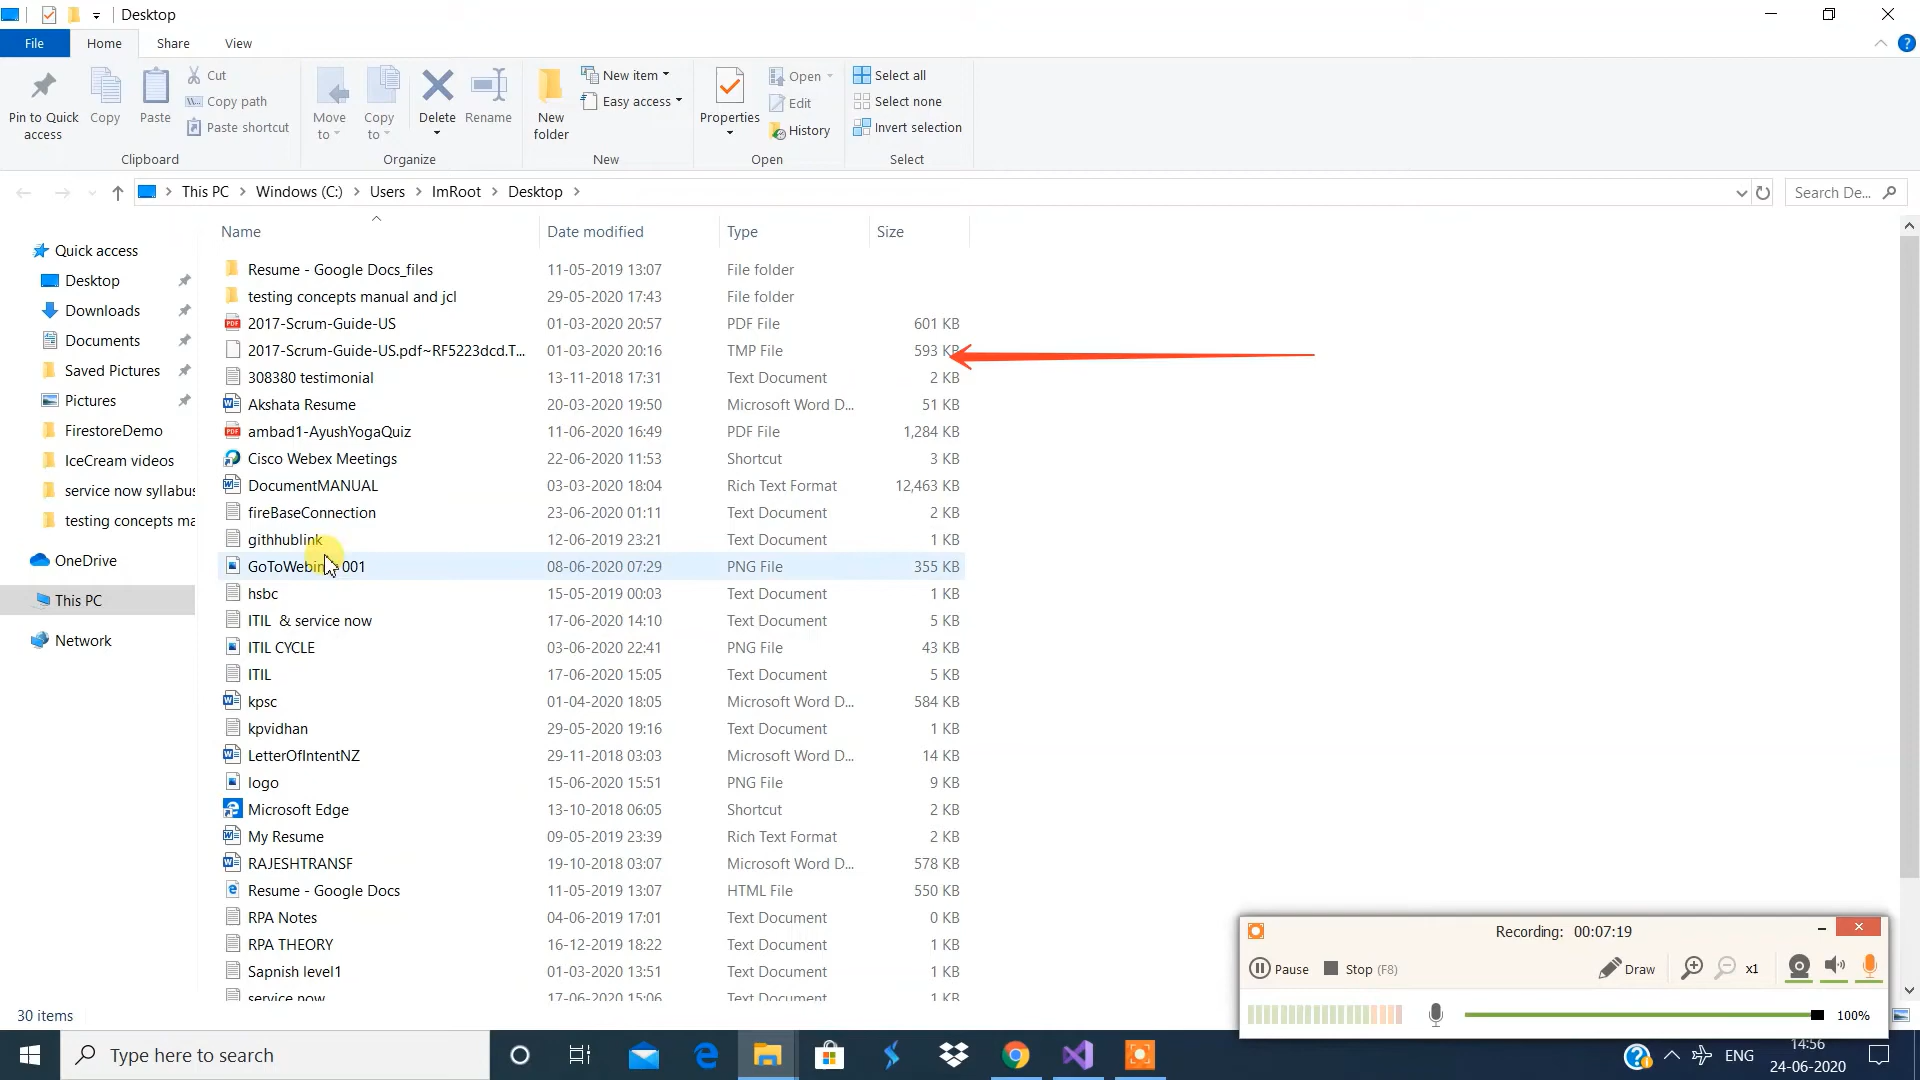 Desktop
File Home Share View
Pin to Quick access
Copy
Paste
Cut
Copy path
Paste shortcut
Clipboard
Move to
Copy to
Delete
Rename
Organize
New folder
New item
Easy access
New
Properties
Open
Edit
History
Open
Select all
Select none
Invert selection
Select
This PC > Windows (C:) > Users > ImRoot > Desktop >
Search De...
Quick access
Desktop
Downloads
Documents
Saved Pictures
Pictures
FirestoreDemo
IceCream videos
service now syllabus
testing concepts ma
OneDrive
This PC
Network
Name Date modified Type Size
Resume - Google Docs_files 11-05-2019 13:07 File folder
testing concepts manual and jcl 29-05-2020 17:43 File folder
2017-Scrum-Guide-US 01-03-2020 20:57 PDF File 601 KB
2017-Scrum-Guide-US.pdf~RF5223dcd.T... 01-03-2020 20:16 TMP File 593 KB
308380 testimonial 13-11-2018 17:31 Text Document 2 KB
Akshata Resume 20-03-2020 19:50 Microsoft Word D... 51 KB
ambad1-AyushYogaQuiz 11-06-2020 16:49 PDF File 1,284 KB
Cisco Webex Meetings 22-06-2020 11:53 Shortcut 3 KB
DocumentMANUAL 03-03-2020 18:04 Rich Text Format 12,463 KB
fireBaseConnection 23-06-2020 01:11 Text Document 2 KB
githhublink 12-06-2019 23:21 Text Document 1 KB
001 08-06-2020 07:29 PNG File 355 KB
hsbc 15-05-2019 00:03 Text Document 1 KB
ITIL & service now 17-06-2020 14:10 Text Document 5 KB
ITIL CYCLE 03-06-2020 22:41 PNG File 43 KB
ITIL 17-06-2020 15:05 Text Document 5 KB
kpsc 01-04-2020 18:05 Microsoft Word D... 584 KB
kpvidhan 29-05-2020 19:16 Text Document 1 KB
LetterOfIntentNZ 29-11-2018 03:03 Microsoft Word D... 14 KB
logo 15-06-2020 15:51 PNG File 9 KB
Microsoft Edge 13-10-2018 06:05 Shortcut 2 KB
My Resume 09-05-2019 23:39 Rich Text Format 2 KB
RAJESHTRANSF 19-10-2018 03:07 Microsoft Word D... 578 KB
Resume - Google Docs 11-05-2019 13:07 HTML File 550 KB
RPA Notes 04-06-2019 17:01 Text Document 0 KB
RPA THEORY 16-12-2019 18:22 Text Document 1 KB
Sapnish level1 01-03-2020 13:51 Text Document 1 KB
service now 17-06-2020 15:06 Text Document 1 KB
30 items
Recording: 00:07:19
Pause Stop (F8) Draw x1
100%
Type here to search
ENG
14:56
24-06-2020